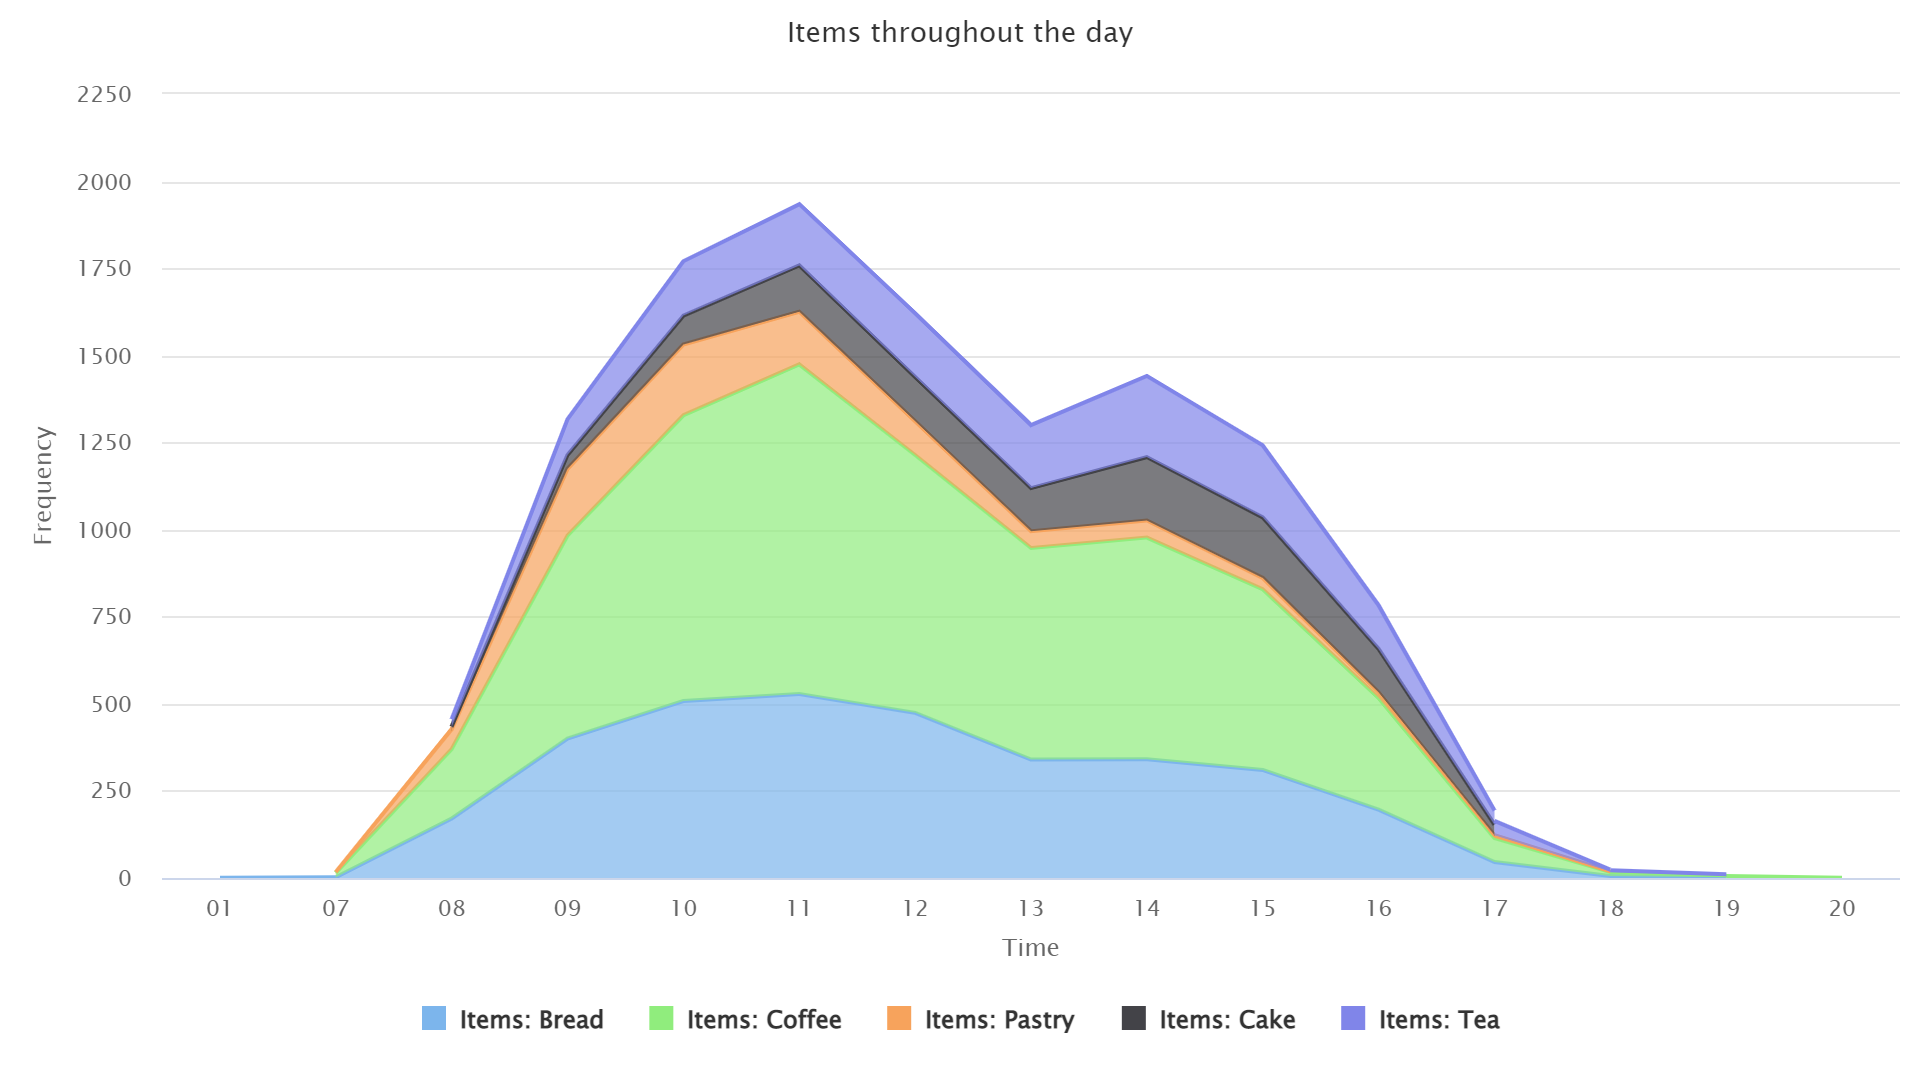 Items throughout the day
2250
2000
1750
1500
1250
1000
750
500
250
0
Frequency
01 07 08 09 10 11 12 13 14 15 16 17 18 19 20
Time
Items: Bread Items: Coffee Items: Pastry Items: Cake Items: Tea